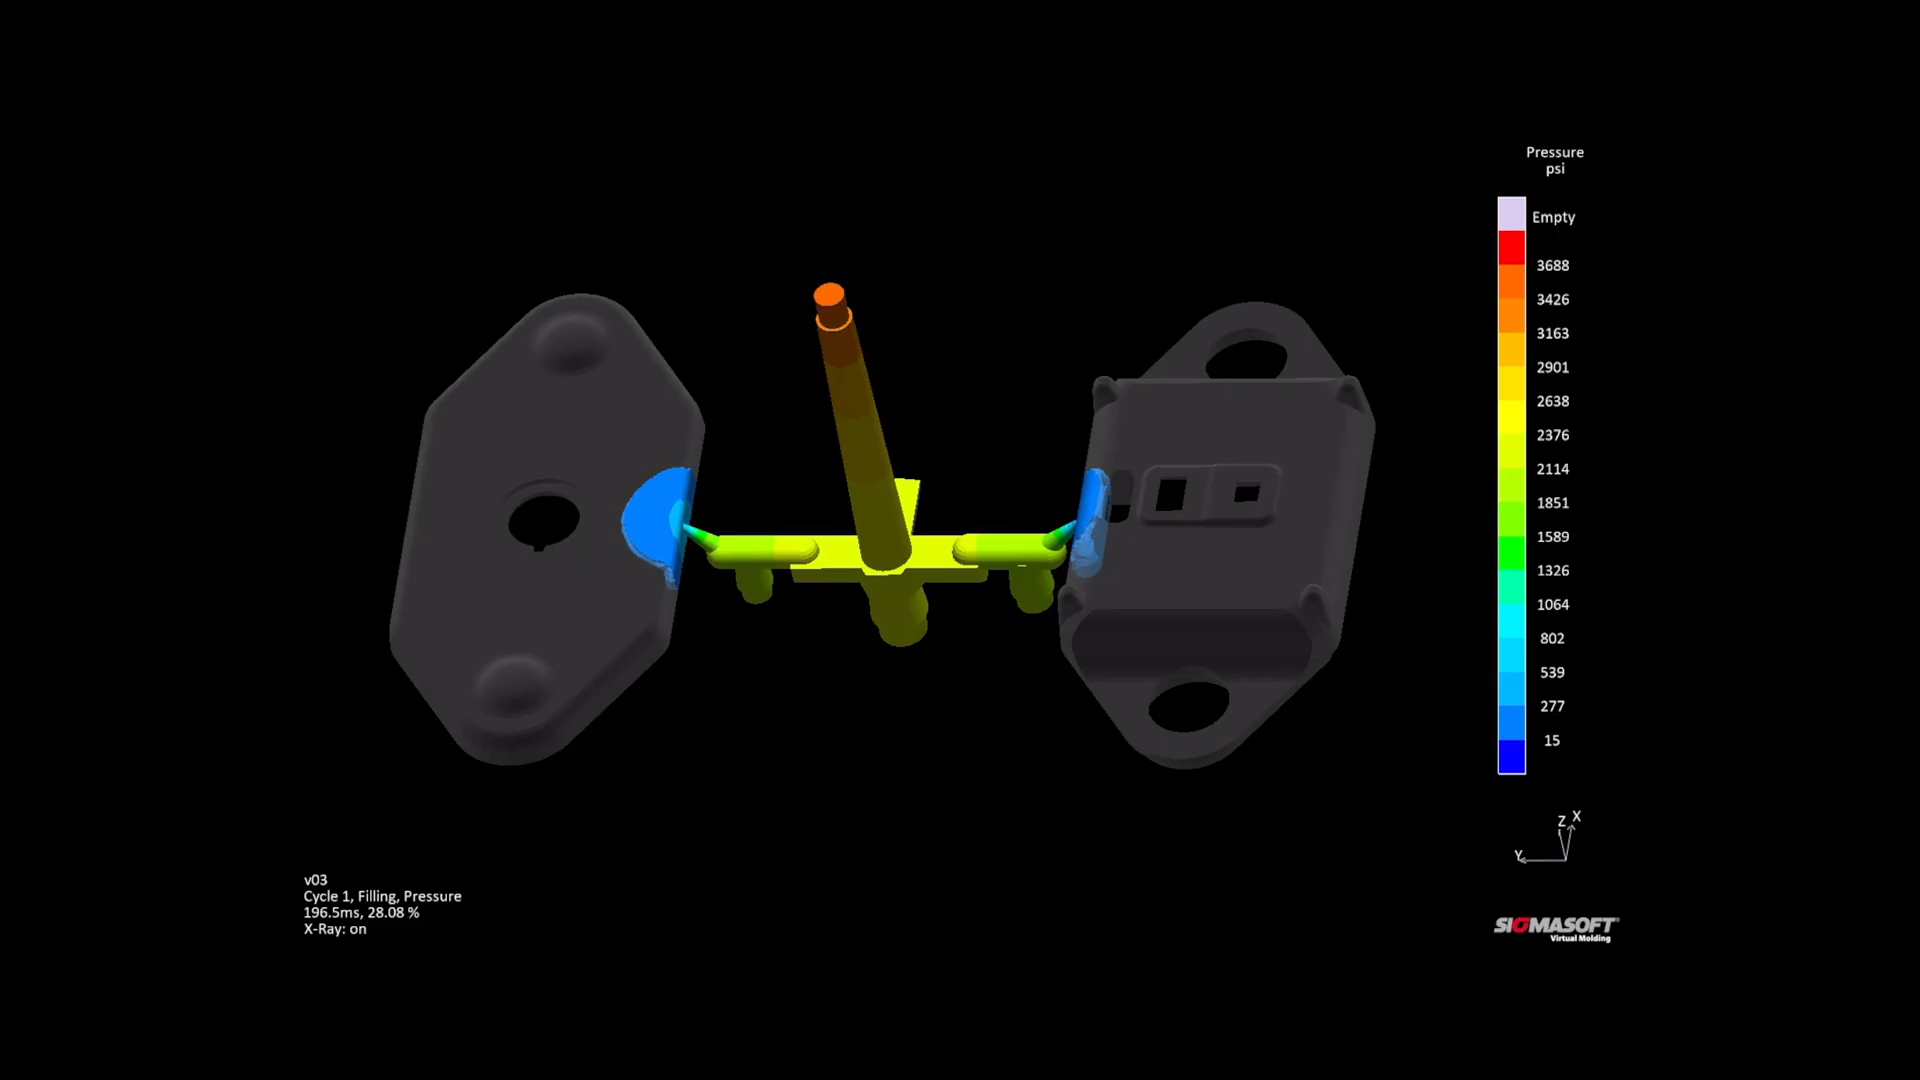 Pressure
psi
Empty
3688
3426
3163
2901
2638
2376
2114
1851
1589
1326
1064
802
539
277
15
Z X
Y
v03
Cycle 1, Filling, Pressure
196.5ms, 28.08 %
X-Ray: on
SIGMASOFT®
Virtual Molding